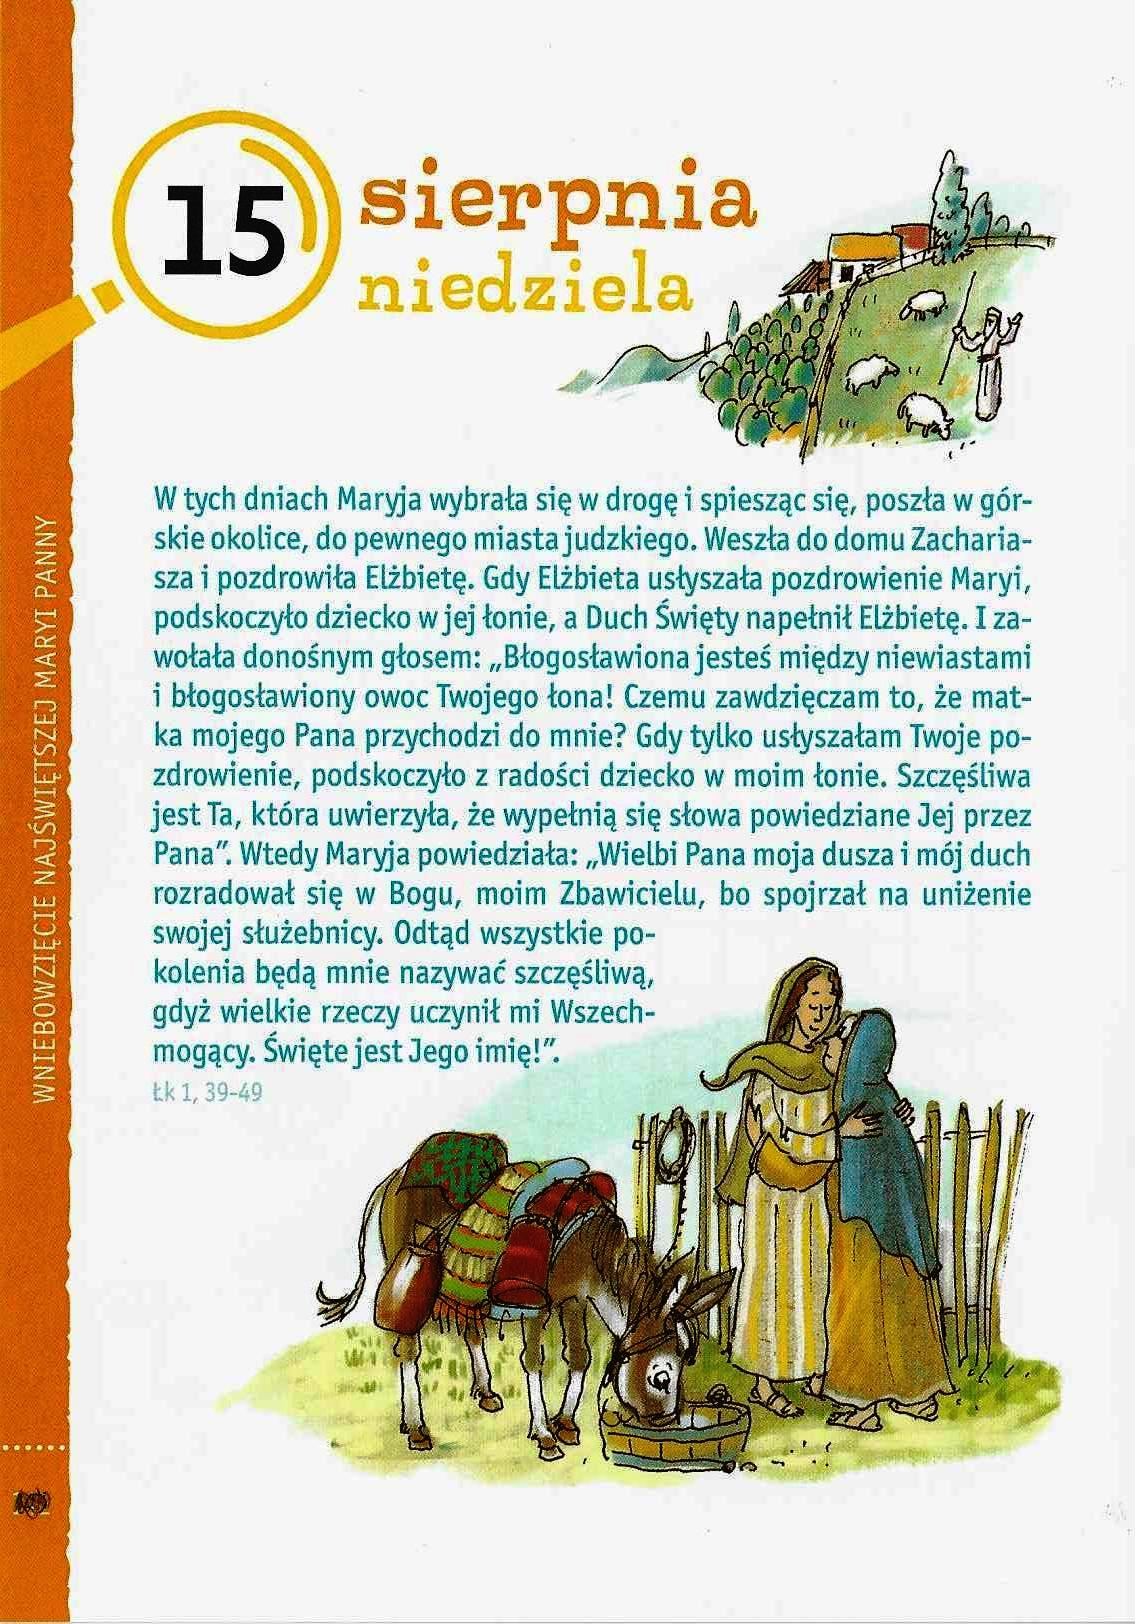 15
sierpnia
niedziela
W tych dniach Maryja wybrała się w drogę i spiesząc się, poszła w gór-
skie okolice, do pewnego miasta judzkiego. Weszła do domu Zacharia-
sza i pozdrowiła Elżbietę. Gdy Elżbieta usłyszała pozdrowienie Maryi,
podskoczyło dziecko w jej łonie, a Duch Święty napełnił Elżbietę. I za-
wołała donośnym głosem: „Błogosławiona jesteś między niewiastami
i błogosławiony owoc Twojego łona! Czemu zawdzięczam to, że mat-
ka mojego Pana przychodzi do mnie? Gdy tylko usłyszałam Twoje po-
zdrowienie, podskoczyło z radości dziecko w moim łonie. Szczęśliwa
jest Ta, która uwierzyła, że wypełnią się słowa powiedziane Jej przez
Pana”. Wtedy Maryja powiedziała: „Wielbi Pana moja dusza i mój duch
rozradował się w Bogu, moim Zbawicielu, bo spojrzał na uniżenie
swojej służebnicy. Odtąd wszystkie po-
kolenia będą mnie nazywać szczęśliwą,
gdyż wielkie rzeczy uczynił mi Wszech-
mogący. Święte jest Jego imię!”.
Łk 1, 39-49
WNIEBOWZIĘCIE NAJŚWIĘTSZEJ MARYI PANNY